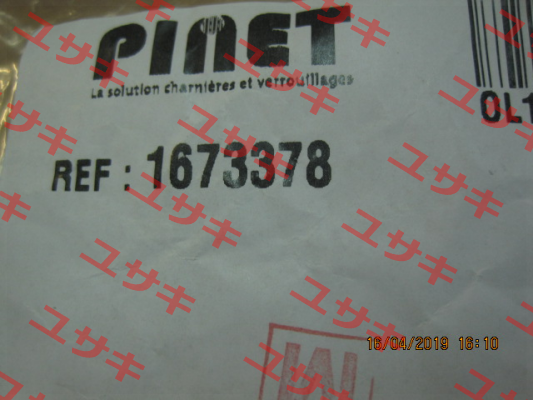 PINET
La solution charnières et verrouillages
OL1
REF : 1673378
16/04/2019 16:10
ユサキ